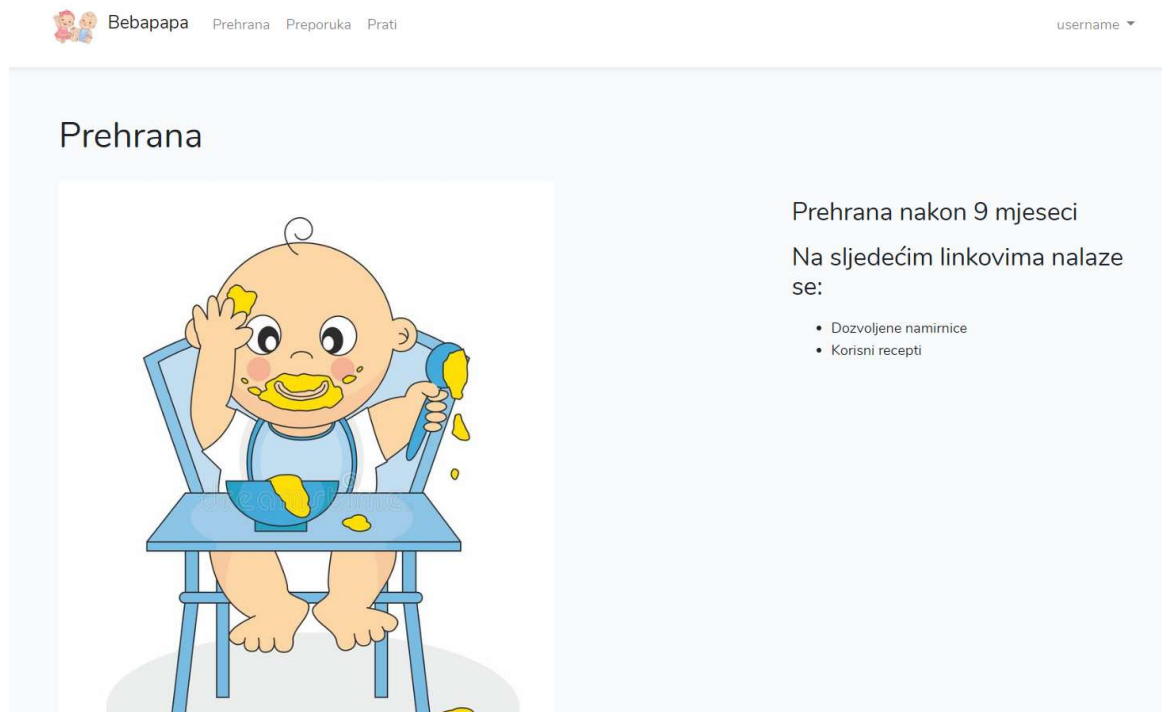 Bebapapa Prehrana Preporuka Prati username
Prehrana
Prehrana nakon 9 mjeseci
Na sljedećim linkovima nalaze
se:
Dozvoljene namirnice
Korisni recepti
dreamstime